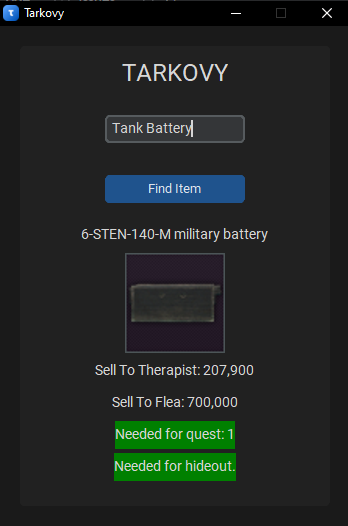 Tarkovy
TARKOVY
Tank Battery
Find Item
6-STEN-140-M military battery
Sell To Therapist: 207,900
Sell To Flea: 700,000
Needed for quest: 1
Needed for hideout.